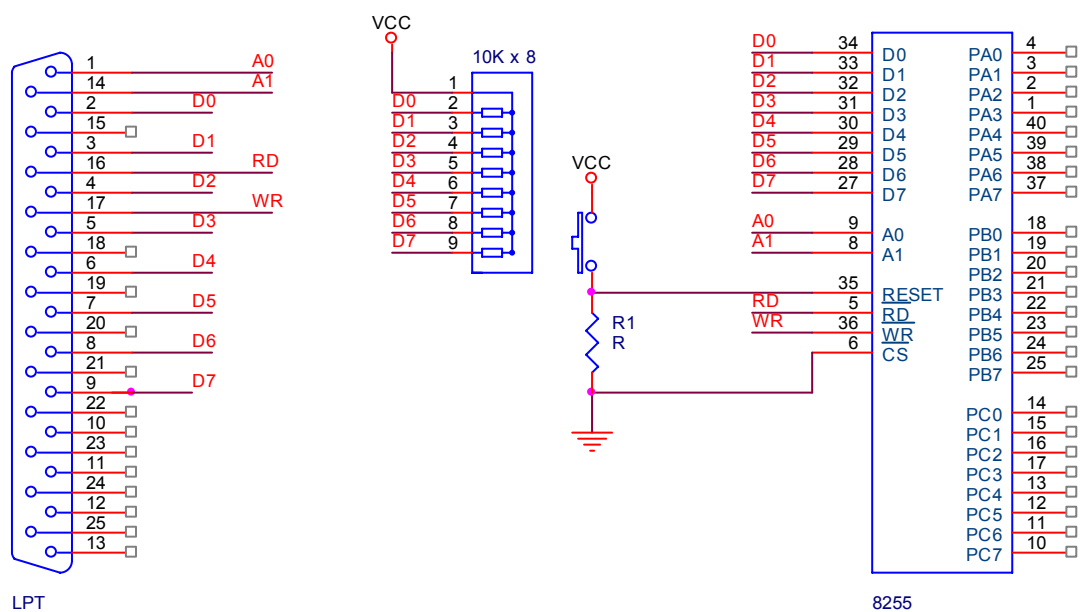 1
A0
14
A1
2
D0
15
3
D1
16
RD
4
D2
17
WR
5
D3
18
6
D4
19
7
D5
20
8
D6
21
9
D7
22
10
23
11
24
12
25
13
LPT
VCC
10K x 8
1
D0 2
D1 3
D2 4
D3 5
D4 6
D5 7
D6 8
D7 9
VCC
R1
R
D0 34 D0
D1 33 D1
D2 32 D2
D3 31 D3
D4 30 D4
D5 29 D5
D6 28 D6
D7 27 D7
A0 9 A0
A1 8 A1
35 RESET
RD 5 RD
WR 36 WR
6 CS
PA0 4
PA1 3
PA2 2
PA3 1
PA4 40
PA5 39
PA6 38
PA7 37
PB0 18
PB1 19
PB2 20
PB3 21
PB4 22
PB5 23
PB6 24
PB7 25
PC0 14
PC1 15
PC2 16
PC3 17
PC4 13
PC5 12
PC6 11
PC7 10
8255